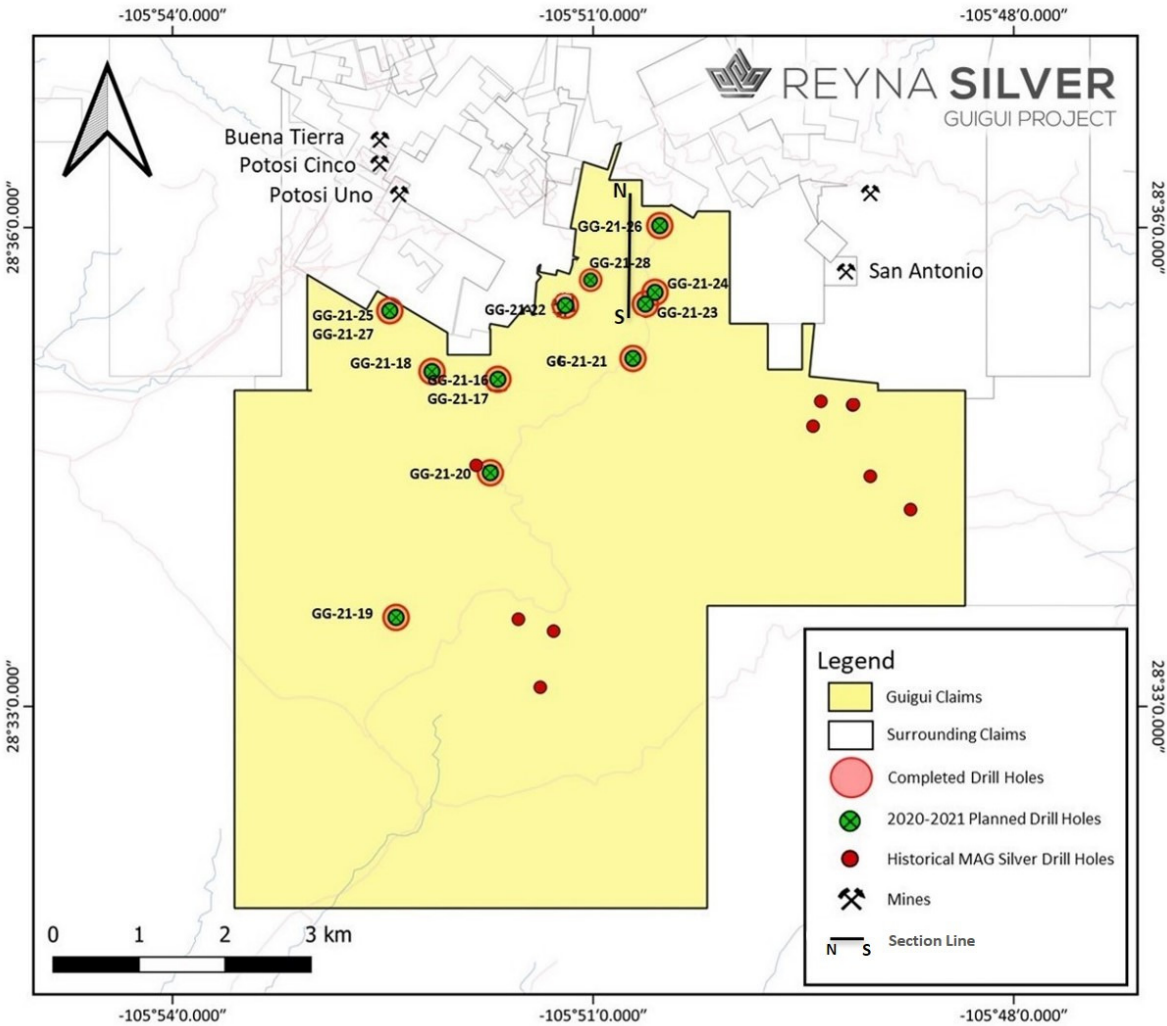 -105°54'0.000"
-105°51'0.000"
-105°48'0.000"
REYNA SILVER
GUIGUI PROJECT
Buena Tierra
Potosi Cinco
Potosi Uno
28°36'0.000"
28°36'0.000"
N
GG-21-26
GG-21-28
San Antonio
GG-21-24
GG-21-22
GG-21-23
S
GG-21-25
GG-21-27
GG-21-18
GG-21-21
GG-21-16
GG-21-17
GG-21-20
GG-21-19
28°33'0.000"
28°33'0.000"
Legend
Guigui Claims
Surrounding Claims
Completed Drill Holes
2020-2021 Planned Drill Holes
Historical MAG Silver Drill Holes
Mines
Section Line
N S
0 1 2 3 km
-105°54'0.000"
-105°51'0.000"
-105°48'0.000"